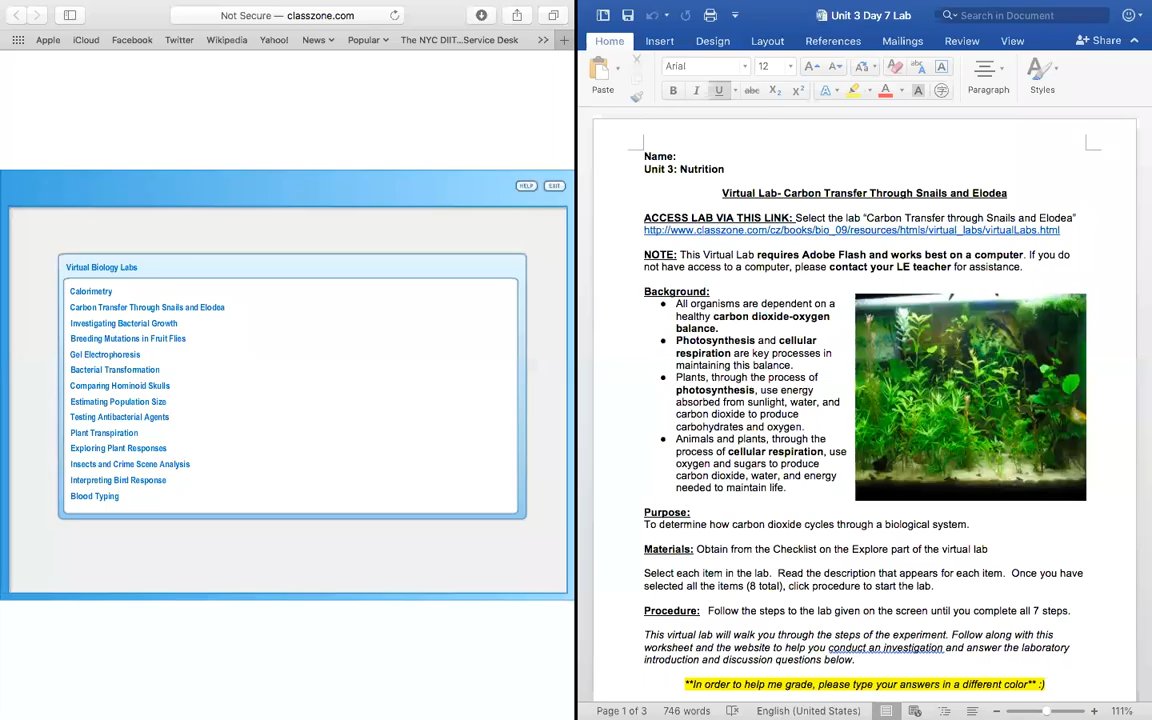 Not Secure — classzone.com
Apple iCloud Facebook Twitter Wikipedia Yahoo! News Popular The NYC DIIT...Service Desk >> +
HELP EXIT
Virtual Biology Labs
Calorimetry
Carbon Transfer Through Snails and Elodea
Investigating Bacterial Growth
Breeding Mutations in Fruit Flies
Gel Electrophoresis
Bacterial Transformation
Comparing Hominoid Skulls
Estimating Population Size
Testing Antibacterial Agents
Plant Transpiration
Exploring Plant Responses
Insects and Crime Scene Analysis
Interpreting Bird Response
Blood Typing
Unit 3 Day 7 Lab
Search in Document
Home Insert Design Layout References Mailings Review View Share
Paste
Arial 12
B I U abc X2 X2 A A A
Paragraph
Styles
Name:
Unit 3: Nutrition
Virtual Lab- Carbon Transfer Through Snails and Elodea
ACCESS LAB VIA THIS LINK: Select the lab “Carbon Transfer through Snails and Elodea”
http://www.classzone.com/cz/books/bio_09/resources/htmls/virtual_labs/virtualLabs.html
NOTE: This Virtual Lab requires Adobe Flash and works best on a computer. If you do
not have access to a computer, please contact your LE teacher for assistance.
Background:
● All organisms are dependent on a
healthy carbon dioxide-oxygen
balance.
● Photosynthesis and cellular
respiration are key processes in
maintaining this balance.
● Plants, through the process of
photosynthesis, use energy
absorbed from sunlight, water, and
carbon dioxide to produce
carbohydrates and oxygen.
● Animals and plants, through the
process of cellular respiration, use
oxygen and sugars to produce
carbon dioxide, water, and energy
needed to maintain life.
Purpose:
To determine how carbon dioxide cycles through a biological system.
Materials: Obtain from the Checklist on the Explore part of the virtual lab
Select each item in the lab. Read the description that appears for each item. Once you have
selected all the items (8 total), click procedure to start the lab.
Procedure: Follow the steps to the lab given on the screen until you complete all 7 steps.
This virtual lab will walk you through the steps of the experiment. Follow along with this
worksheet and the website to help you conduct an investigation and answer the laboratory
introduction and discussion questions below.
**In order to help me grade, please type your answers in a different color** :)
Page 1 of 3 746 words English (United States) 111%